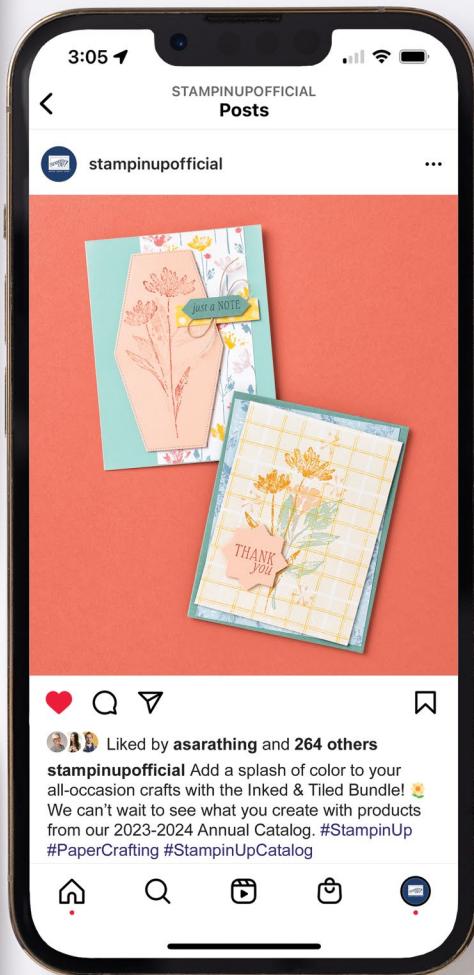 3:05
STAMPINUPOFFICIAL
Posts
stampinupofficial
just a NOTE
THANK
you
Liked by asarathing and 264 others
stampinupofficial Add a splash of color to your
all-occasion crafts with the Inked & Tiled Bundle! 🌼
We can’t wait to see what you create with products
from our 2023-2024 Annual Catalog. #StampinUp
#PaperCrafting #StampinUpCatalog